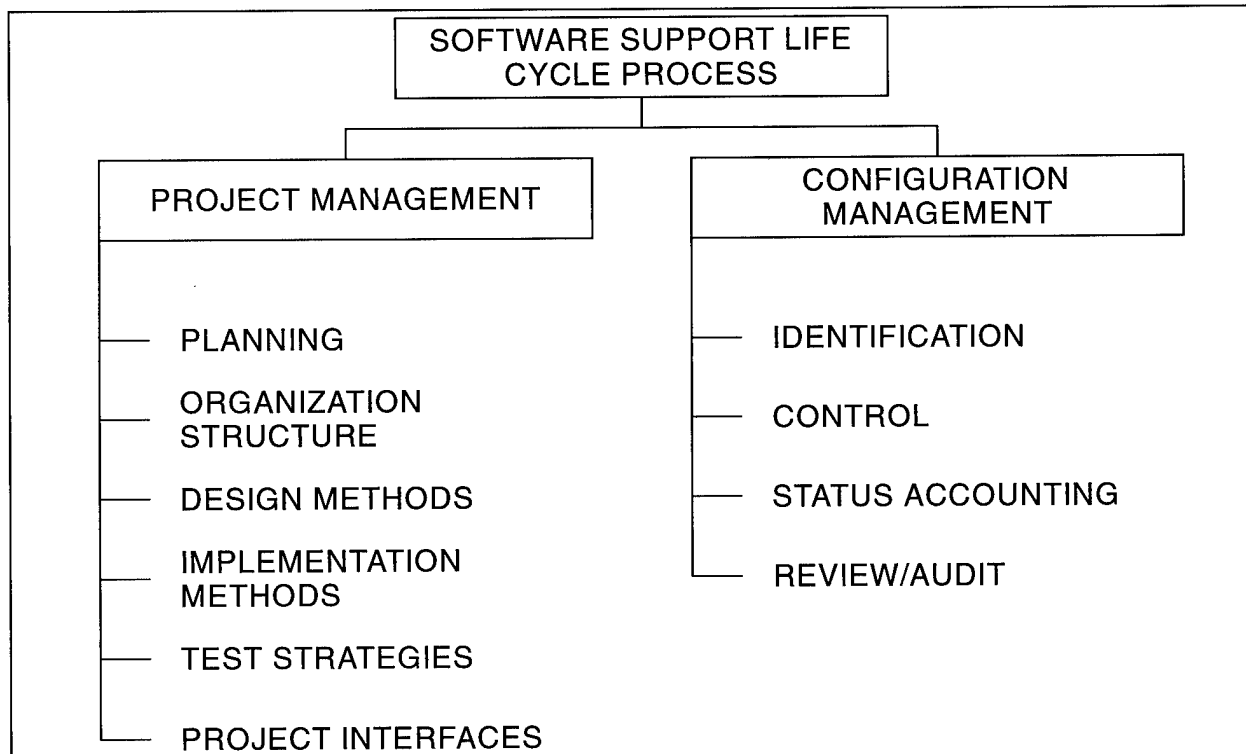 SOFTWARE SUPPORT LIFE
CYCLE PROCESS
PROJECT MANAGEMENT
CONFIGURATION
MANAGEMENT
PLANNING
ORGANIZATION
STRUCTURE
DESIGN METHODS
IMPLEMENTATION
METHODS
TEST STRATEGIES
PROJECT INTERFACES
IDENTIFICATION
CONTROL
STATUS ACCOUNTING
REVIEW/AUDIT